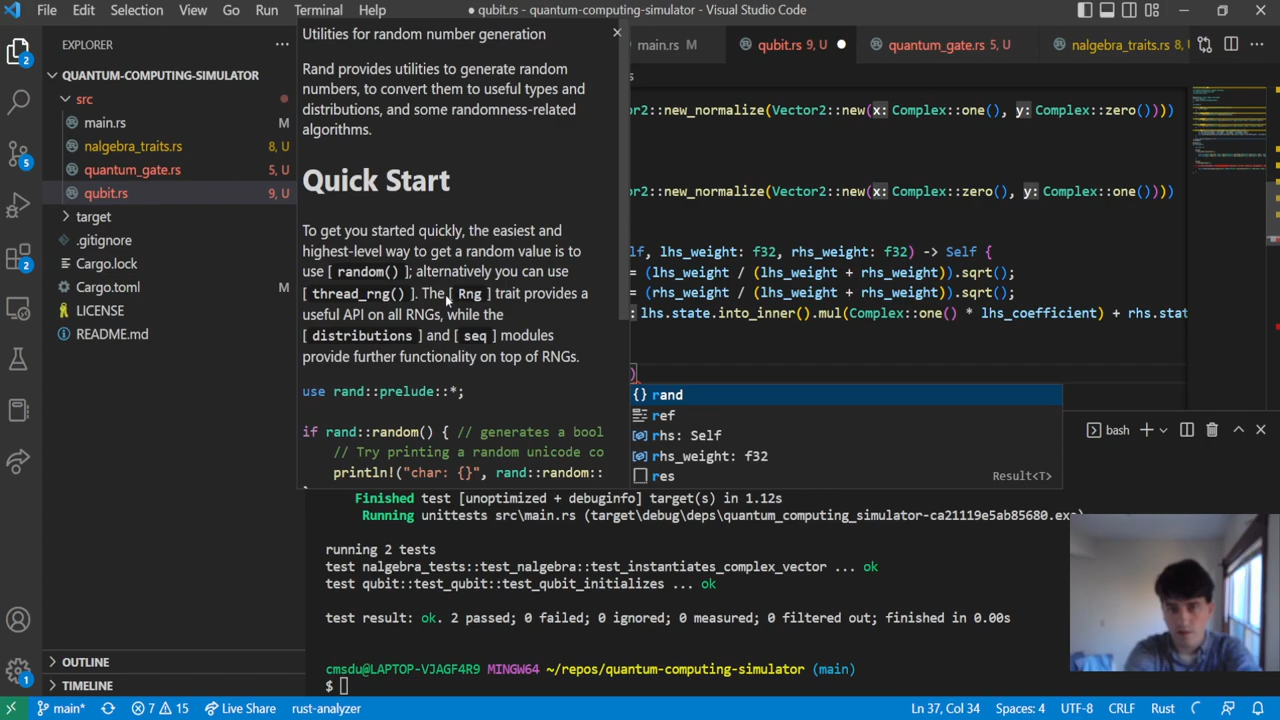 File Edit Selection View Go Run Terminal Help
qubit.rs - quantum-computing-simulator - Visual Studio Code
EXPLORER
QUANTUM-COMPUTING-SIMULATOR
src
main.rs M
nalgebra_traits.rs 8, U
quantum_gate.rs 5, U
qubit.rs 9, U
target
.gitignore
Cargo.lock
Cargo.toml M
LICENSE
README.md
OUTLINE
TIMELINE
2
5
2
1
Utilities for random number generation
Rand provides utilities to generate random
numbers, to convert them to useful types and
distributions, and some randomness-related
algorithms.
Quick Start
To get you started quickly, the easiest and
highest-level way to get a random value is to
use [ random() ]; alternatively you can use
[ thread_rng() ]. The [ Rng ] trait provides a
useful API on all RNGs, while the
[ distributions ] and [ seq ] modules
provide further functionality on top of RNGs.
use rand::prelude::*;
if rand::random() { // generates a bool
// Try printing a random unicode co
println!("char: {}", rand::random::
main.rs M qubit.rs 9, U quantum_gate.rs 5, U nalgebra_traits.rs 8,
s
or2::new_normalize(Vector2::new(x: Complex::one(), y: Complex::zero())))
or2::new_normalize(Vector2::new(x: Complex::zero(), y: Complex::one())))
lf, lhs_weight: f32, rhs_weight: f32) -> Self {
= (lhs_weight / (lhs_weight + rhs_weight)).sqrt();
= (rhs_weight / (lhs_weight + rhs_weight)).sqrt();
: lhs.state.into_inner().mul(Complex::one() * lhs_coefficient) + rhs.stat
)
{} rand
ref
rhs: Self
rhs_weight: f32
res Result<T>
bash
Finished test [unoptimized + debuginfo] target(s) in 1.12s
Running unittests src\main.rs (target\debug\deps\quantum_computing_simulator-ca21119e5ab85680.exe)
running 2 tests
test nalgebra_tests::test_nalgebra::test_instantiates_complex_vector ... ok
test qubit::test_qubit::test_qubit_initializes ... ok
test result: ok. 2 passed; 0 failed; 0 ignored; 0 measured; 0 filtered out; finished in 0.00s
cmsdu@LAPTOP-VJAGF4R9 MINGW64 ~/repos/quantum-computing-simulator (main)
$
main* 7 15 Live Share rust-analyzer Ln 37, Col 34 Spaces: 4 UTF-8 CRLF Rust